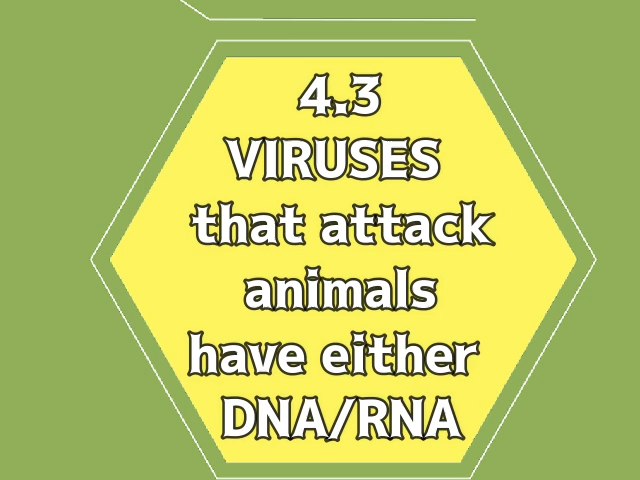 4.3
VIRUSES
that attack
animals
have either
DNA/RNA